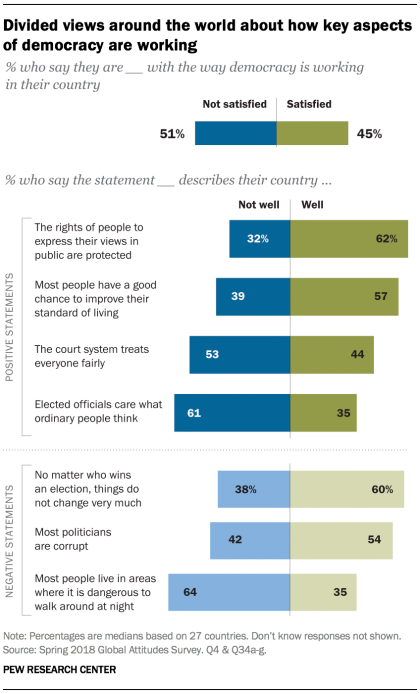 Divided views around the world about how key aspects
of democracy are working
% who say they are __ with the way democracy is working
in their country
Not satisfied Satisfied
51% 45%
% who say the statement __ describes their country ...
Not well Well
POSITIVE STATEMENTS
The rights of people to
express their views in
public are protected
32% 62%
Most people have a good
chance to improve their
standard of living
39 57
The court system treats
everyone fairly
53 44
Elected officials care what
ordinary people think
61 35
NEGATIVE STATEMENTS
No matter who wins
an election, things do
not change very much
38% 60%
Most politicians
are corrupt
42 54
Most people live in areas
where it is dangerous to
walk around at night
64 35
Note: Percentages are medians based on 27 countries. Don't know responses not shown.
Source: Spring 2018 Global Attitudes Survey. Q4 & Q34a-g.
PEW RESEARCH CENTER